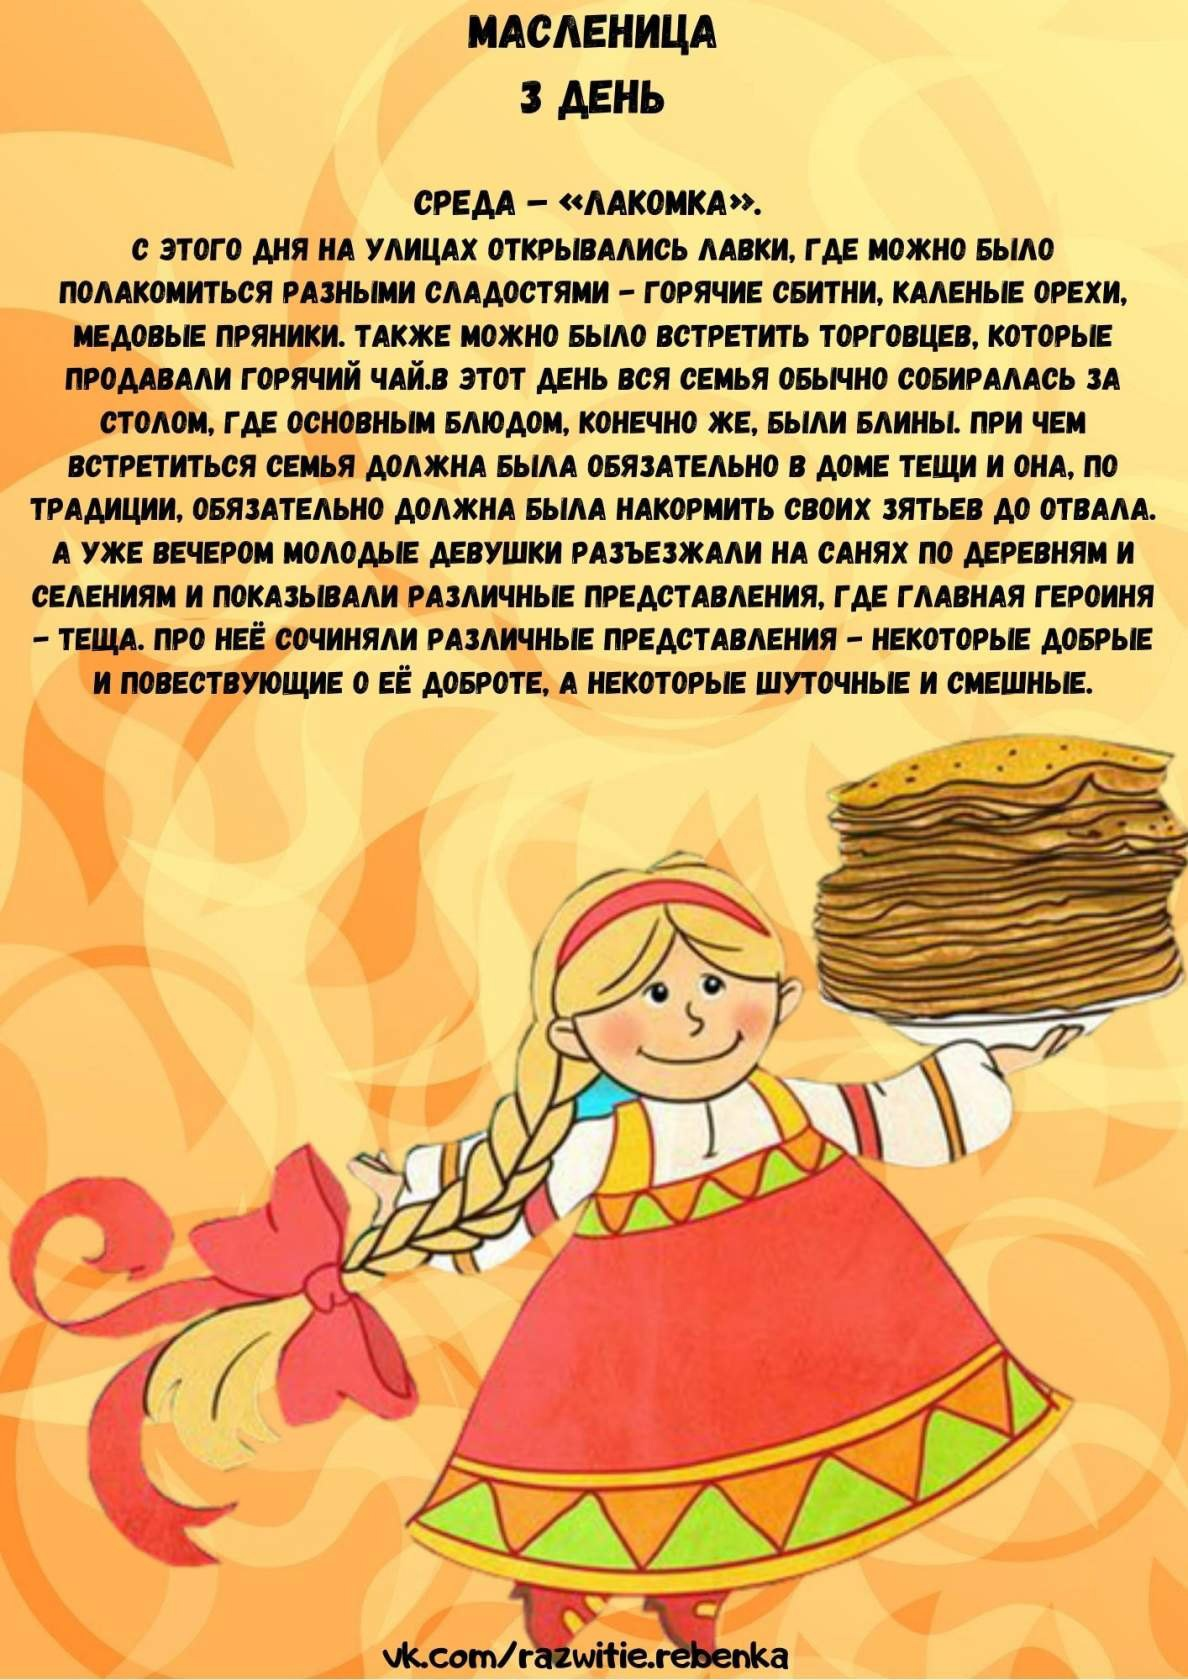 МАСЛЕНИЦА
3 ДЕНЬ
СРЕДА – «ЛАКОМКА».
С ЭТОГО ДНЯ НА УЛИЦАХ ОТКРЫВАЛИСЬ ЛАВКИ, ГДЕ МОЖНО БЫЛО
ПОЛАКОМИТЬСЯ РАЗНЫМИ СЛАДОСТЯМИ – ГОРЯЧИЕ СБИТНИ, КАЛЕНЫЕ ОРЕХИ,
МЕДОВЫЕ ПРЯНИКИ. ТАКЖЕ МОЖНО БЫЛО ВСТРЕТИТЬ ТОРГОВЦЕВ, КОТОРЫЕ
ПРОДАВАЛИ ГОРЯЧИЙ ЧАЙ.В ЭТОТ ДЕНЬ ВСЯ СЕМЬЯ ОБЫЧНО СОБИРАЛАСЬ ЗА
СТОЛОМ, ГДЕ ОСНОВНЫМ БЛЮДОМ, КОНЕЧНО ЖЕ, БЫЛИ БЛИНЫ. ПРИ ЧЕМ
ВСТРЕТИТЬСЯ СЕМЬЯ ДОЛЖНА БЫЛА ОБЯЗАТЕЛЬНО В ДОМЕ ТЕЩИ И ОНА, ПО
ТРАДИЦИИ, ОБЯЗАТЕЛЬНО ДОЛЖНА БЫЛА НАКОРМИТЬ СВОИХ ЗЯТЬЕВ ДО ОТВАЛА.
А УЖЕ ВЕЧЕРОМ МОЛОДЫЕ ДЕВУШКИ РАЗЪЕЗЖАЛИ НА САНЯХ ПО ДЕРЕВНЯМ И
СЕЛЕНИЯМ И ПОКАЗЫВАЛИ РАЗЛИЧНЫЕ ПРЕДСТАВЛЕНИЯ, ГДЕ ГЛАВНАЯ ГЕРОИНЯ
– ТЕЩА. ПРО НЕЁ СОЧИНЯЛИ РАЗЛИЧНЫЕ ПРЕДСТАВЛЕНИЯ – НЕКОТОРЫЕ ДОБРЫЕ
И ПОВЕСТВУЮЩИЕ О ЕЁ ДОБРОТЕ, А НЕКОТОРЫЕ ШУТОЧНЫЕ И СМЕШНЫЕ.
vk.com/razwitie.rebenka